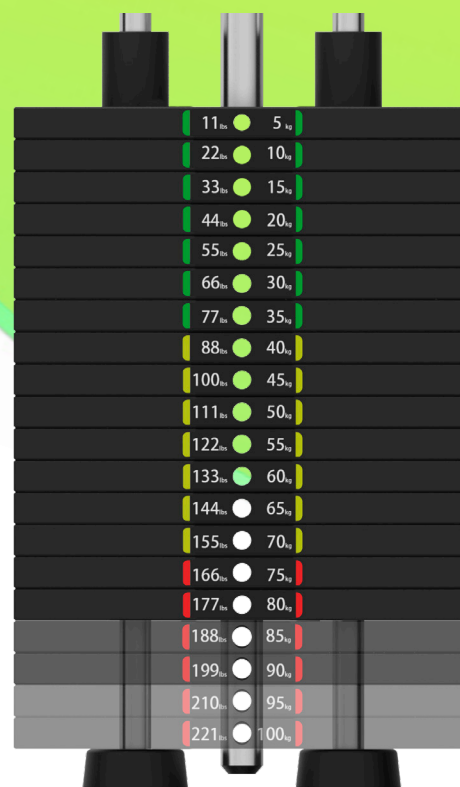 11lbs 5 kg
22lbs 10kg
33lbs 15kg
44lbs 20kg
55lbs 25kg
66lbs 30kg
77lbs 35kg
88lbs 40kg
100lbs 45kg
111lbs 50kg
122lbs 55kg
133lbs 60kg
144lbs 65kg
155lbs 70kg
166lbs 75kg
177lbs 80kg
188lbs 85kg
199lbs 90kg
210lbs 95kg
221lbs 100kg